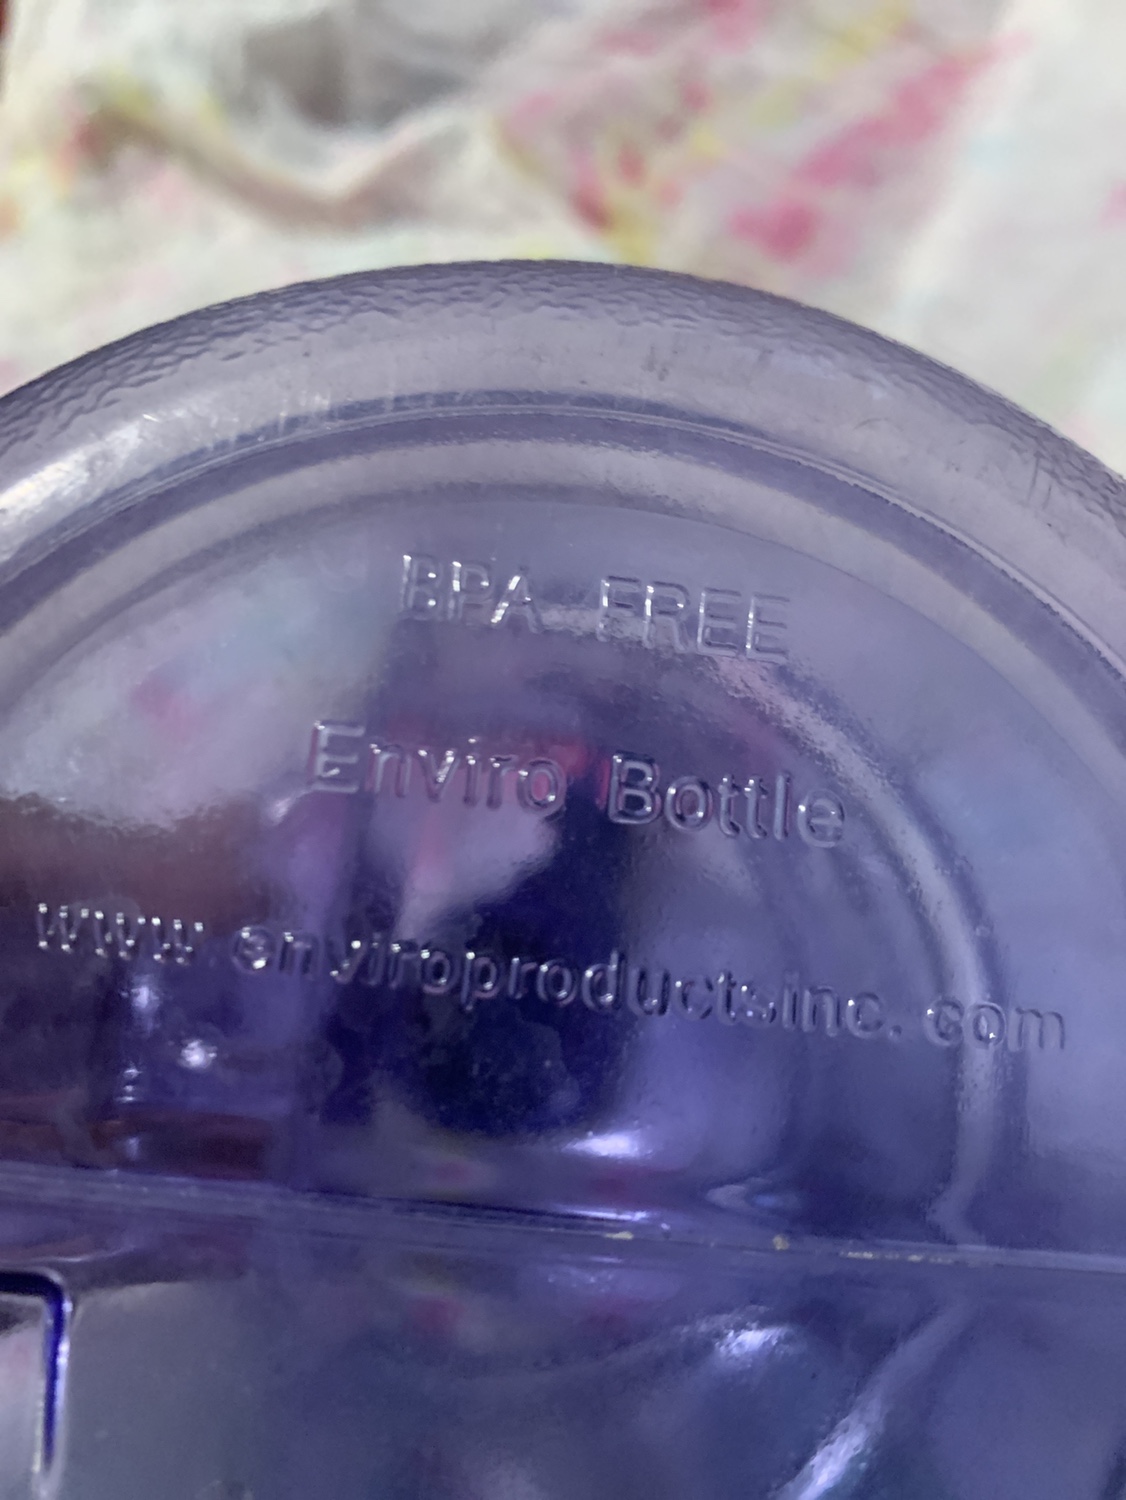 BPA FREE
Enviro Bottle
www.enviroproductsinc.com